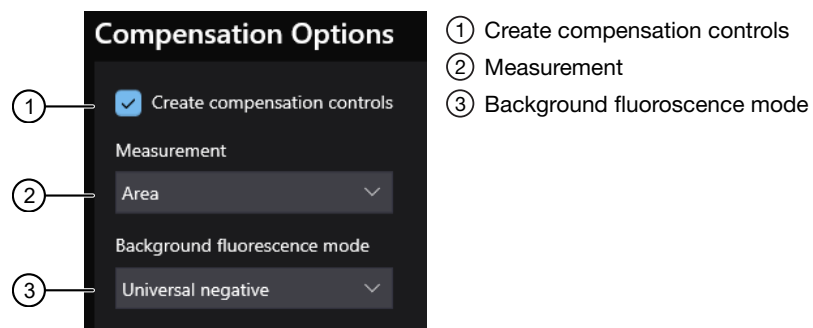 Compensation Options
① Create compensation controls
Measurement
② Area
Background fluorescence mode
③ Universal negative
① Create compensation controls
② Measurement
③ Background fluoroscence mode